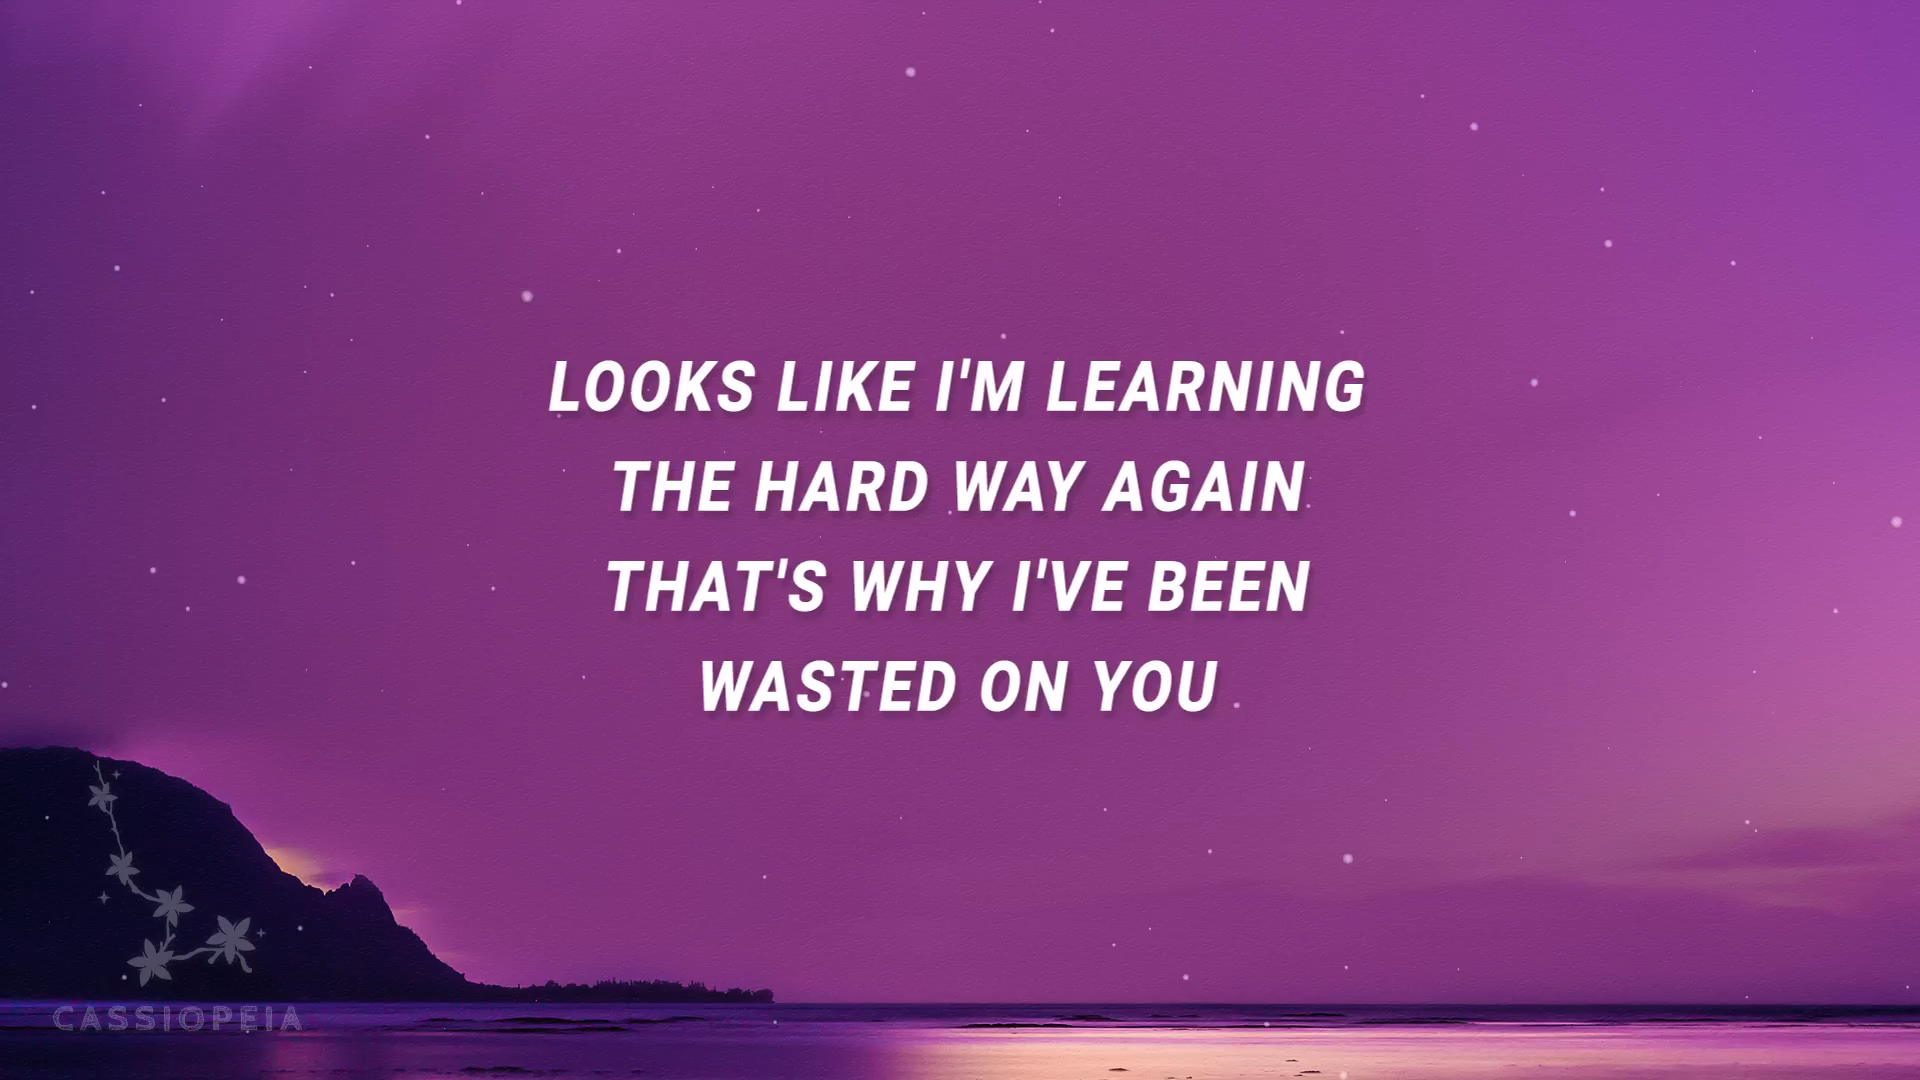 LOOKS LIKE I'M LEARNING
THE HARD WAY AGAIN
THAT'S WHY I'VE BEEN
WASTED ON YOU
CASSIOPEIA